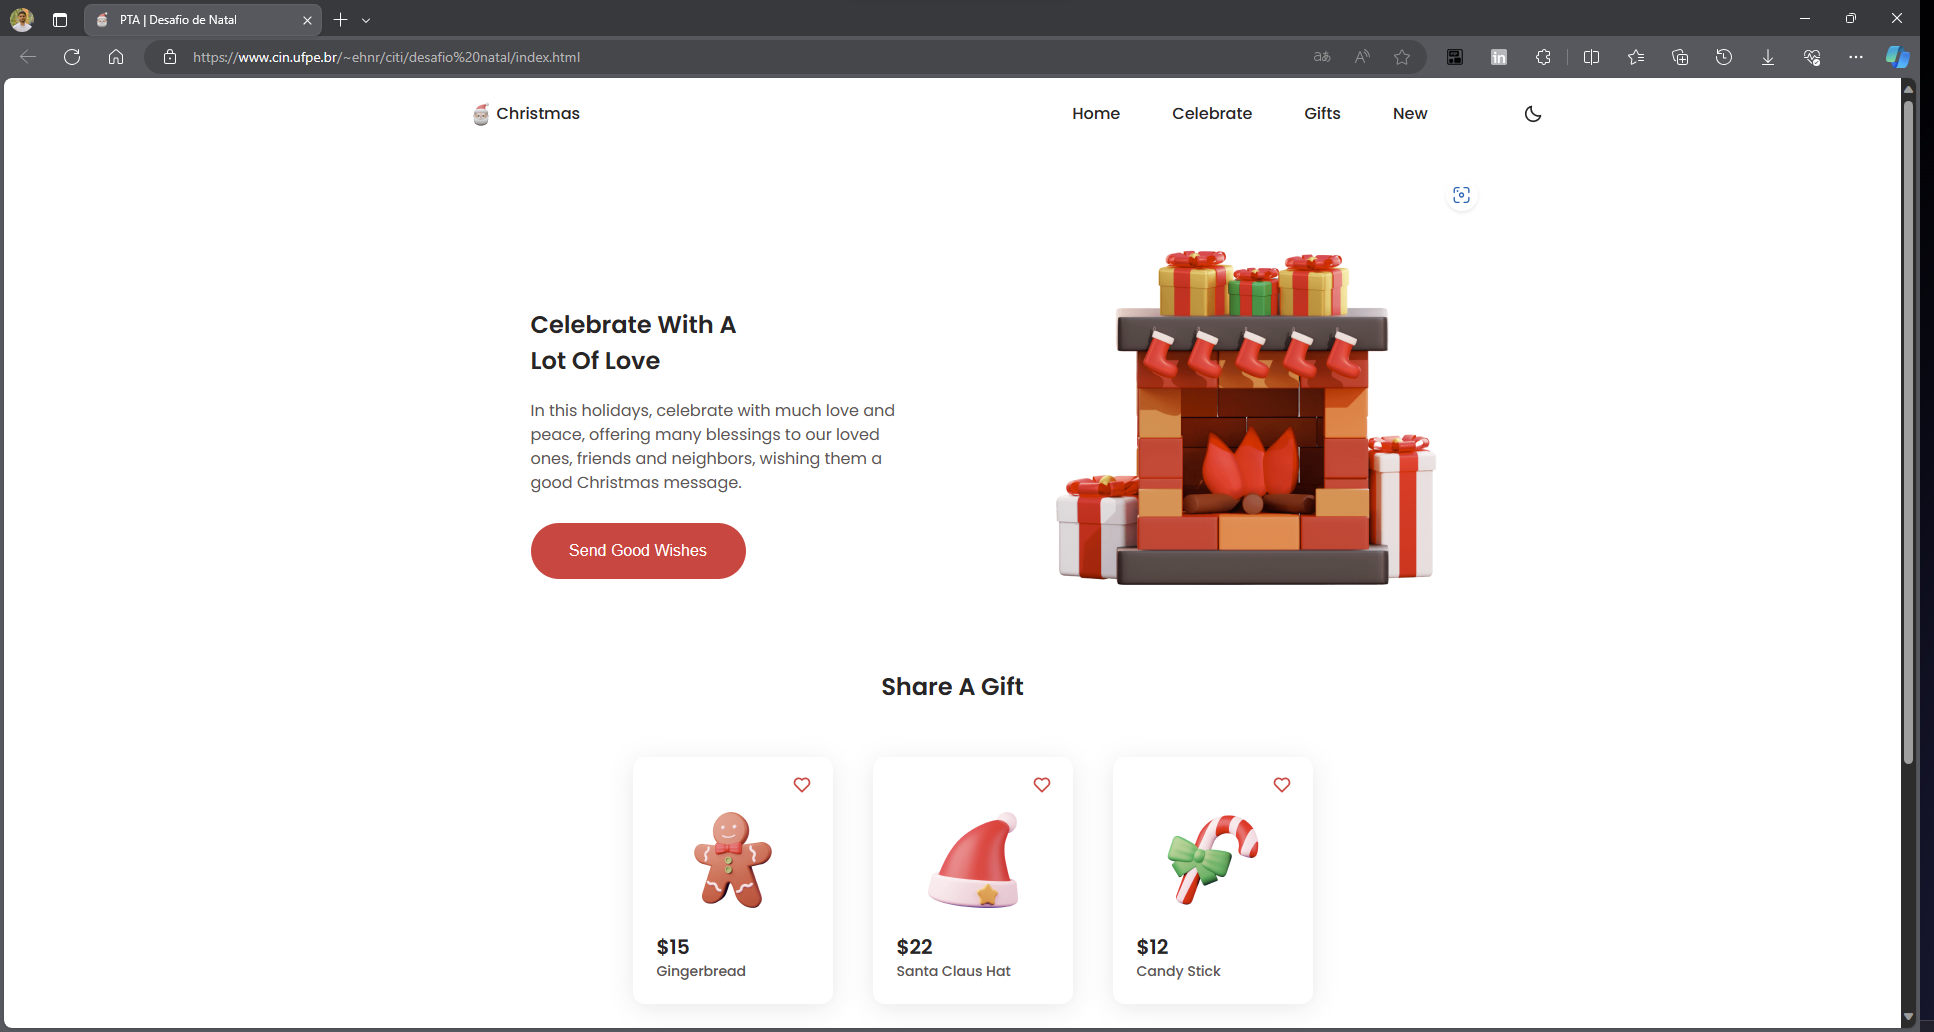 PTA | Desafio de Natal
https://www.cin.ufpe.br/~ehnr/citi/desafio%20natal/index.html
Christmas
Home
Celebrate
Gifts
New
Celebrate With A
Lot Of Love
In this holidays, celebrate with much love and
peace, offering many blessings to our loved
ones, friends and neighbors, wishing them a
good Christmas message.
Send Good Wishes
Share A Gift
$15
Gingerbread
$22
Santa Claus Hat
$12
Candy Stick